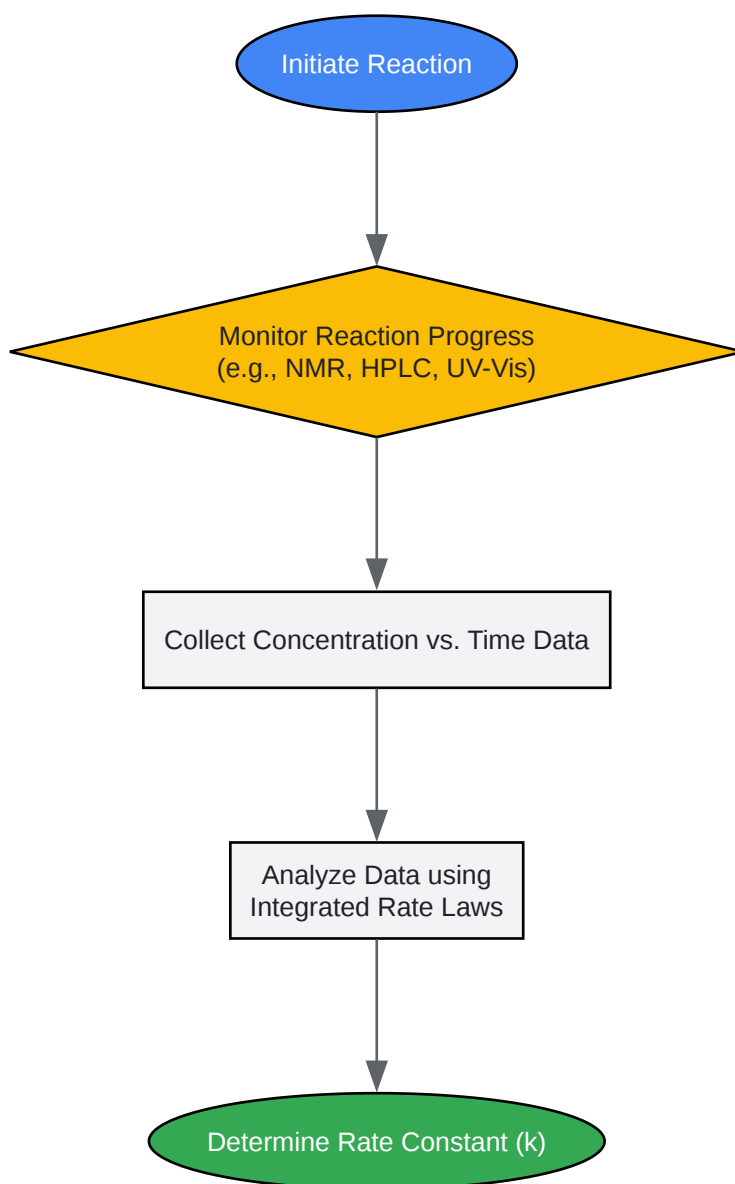 Initiate Reaction
Monitor Reaction Progress
(e.g., NMR, HPLC, UV-Vis)
Collect Concentration vs. Time Data
Analyze Data using
Integrated Rate Laws
Determine Rate Constant (k)